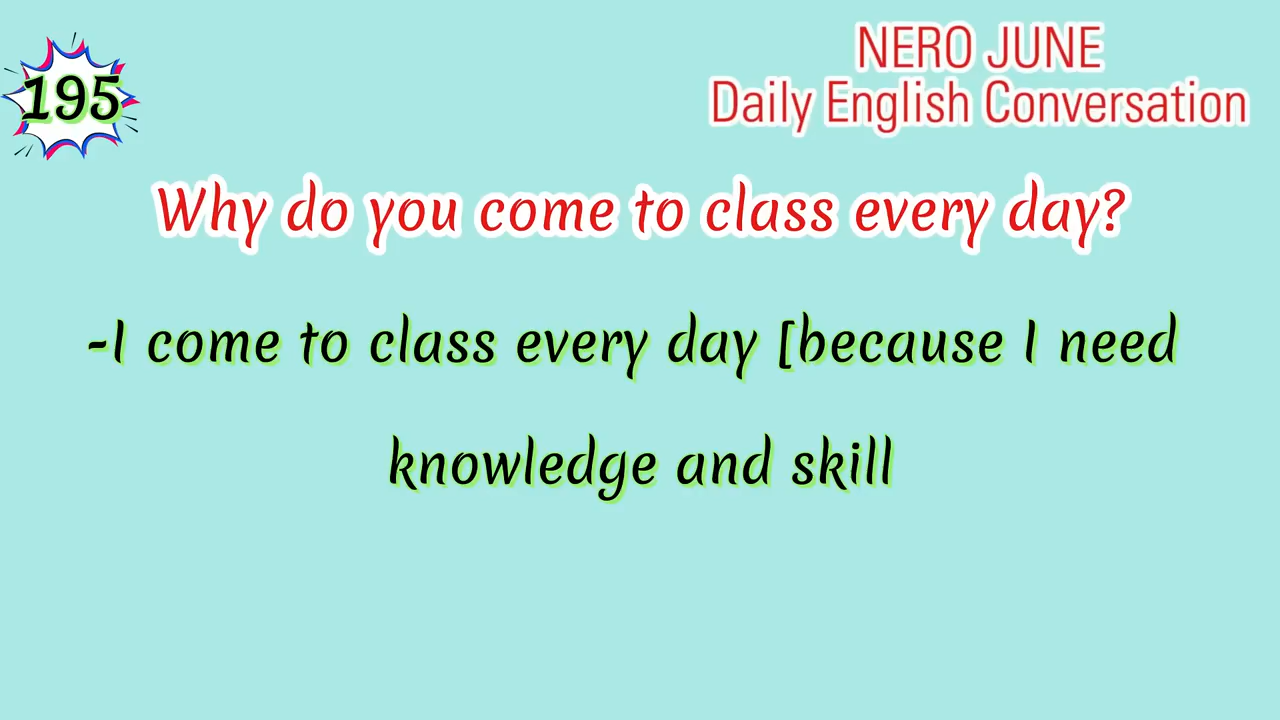 195
NERO JUNE
Daily English Conversation
Why do you come to class every day?
-I come to class every day [because I need
knowledge and skill